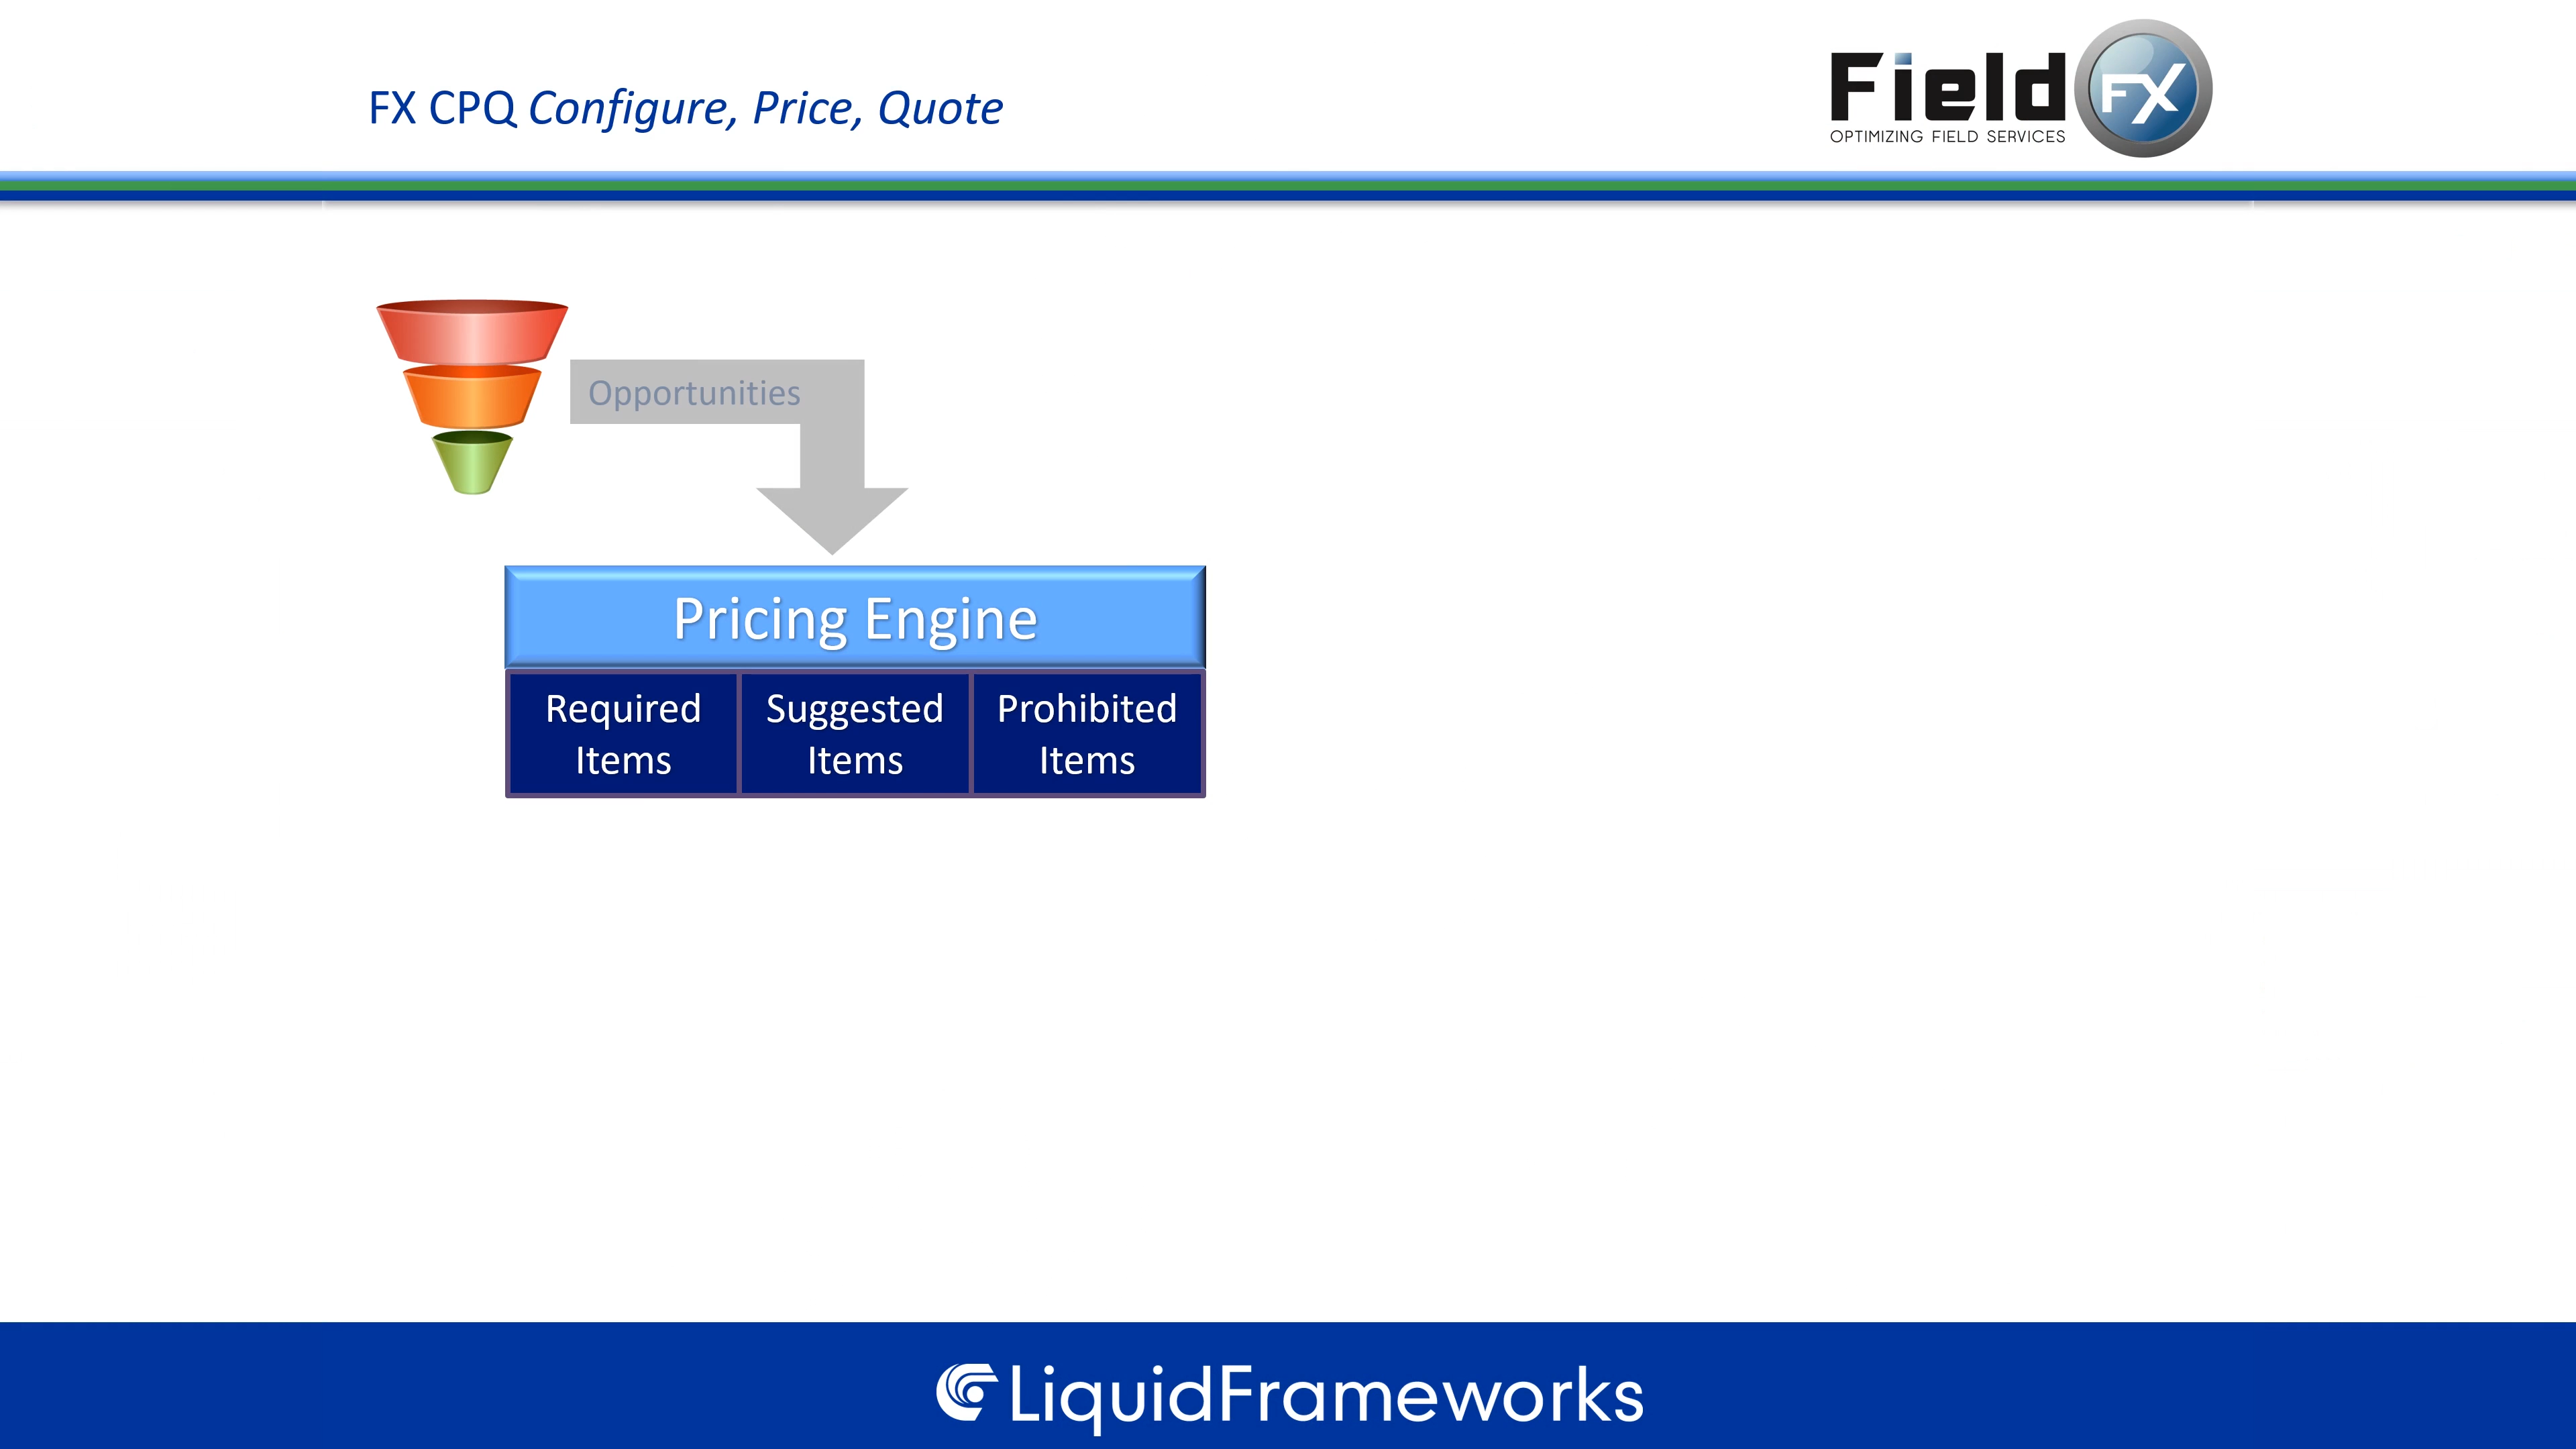 FX CPQ Configure, Price, Quote
Field
FX
OPTIMIZING FIELD SERVICES
Opportunities
Pricing Engine
Required
Items
Suggested
Items
Prohibited
Items
LiquidFrameworks